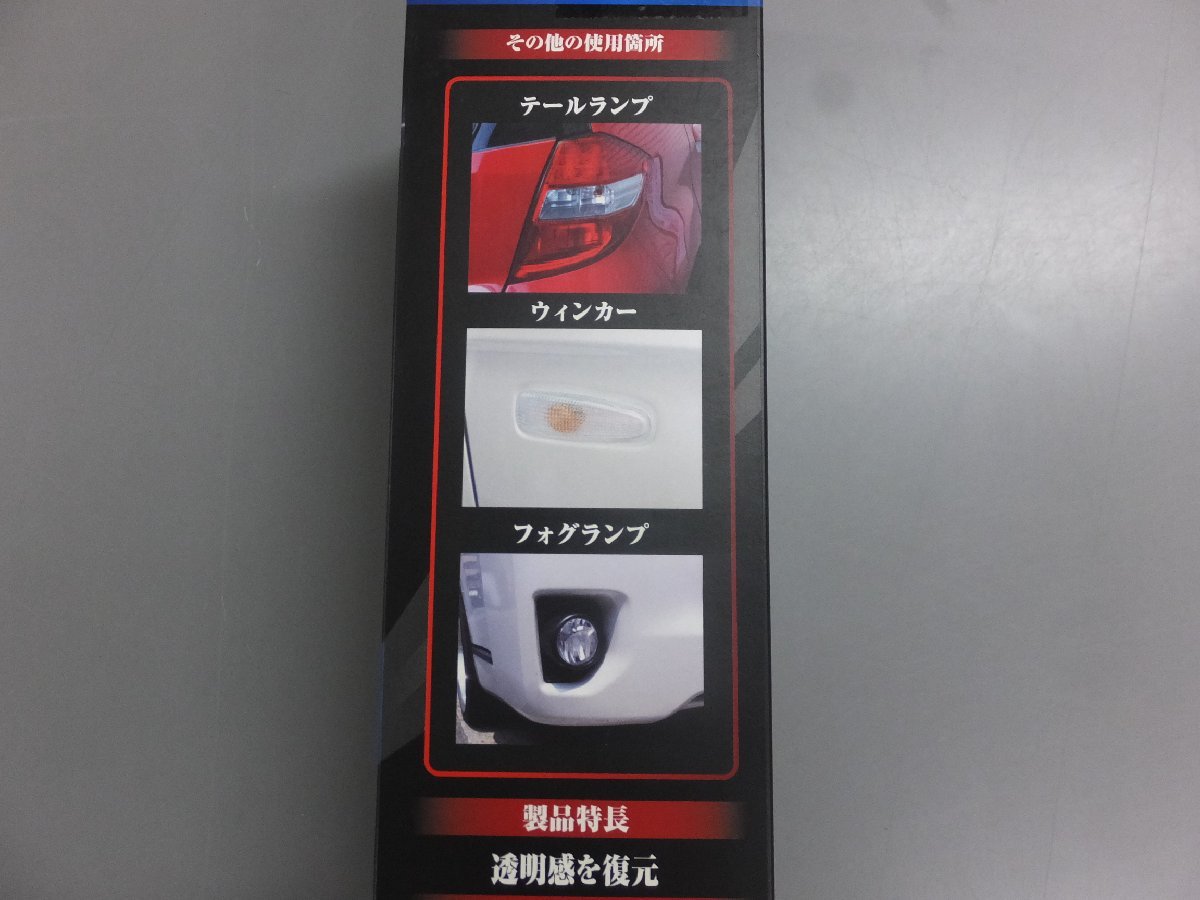 その他の使用箇所
テールランプ
ウィンカー
フォグランプ
製品特長
透明感を復元